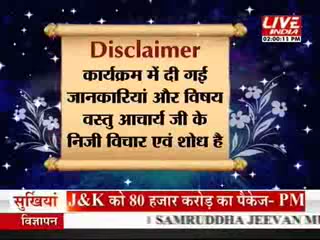 LIVE
INDIA
02:00:11 PM
Disclaimer
कार्यक्रम में दी गई
जानकारियां और विषय
वस्तु आचार्य जी के
निजी विचार एवं शोध है
सुर्खियां
J&K को 80 हजार करोड़ का पैकेज- PM
विज्ञापन
SAMRUDDHA JEEVAN